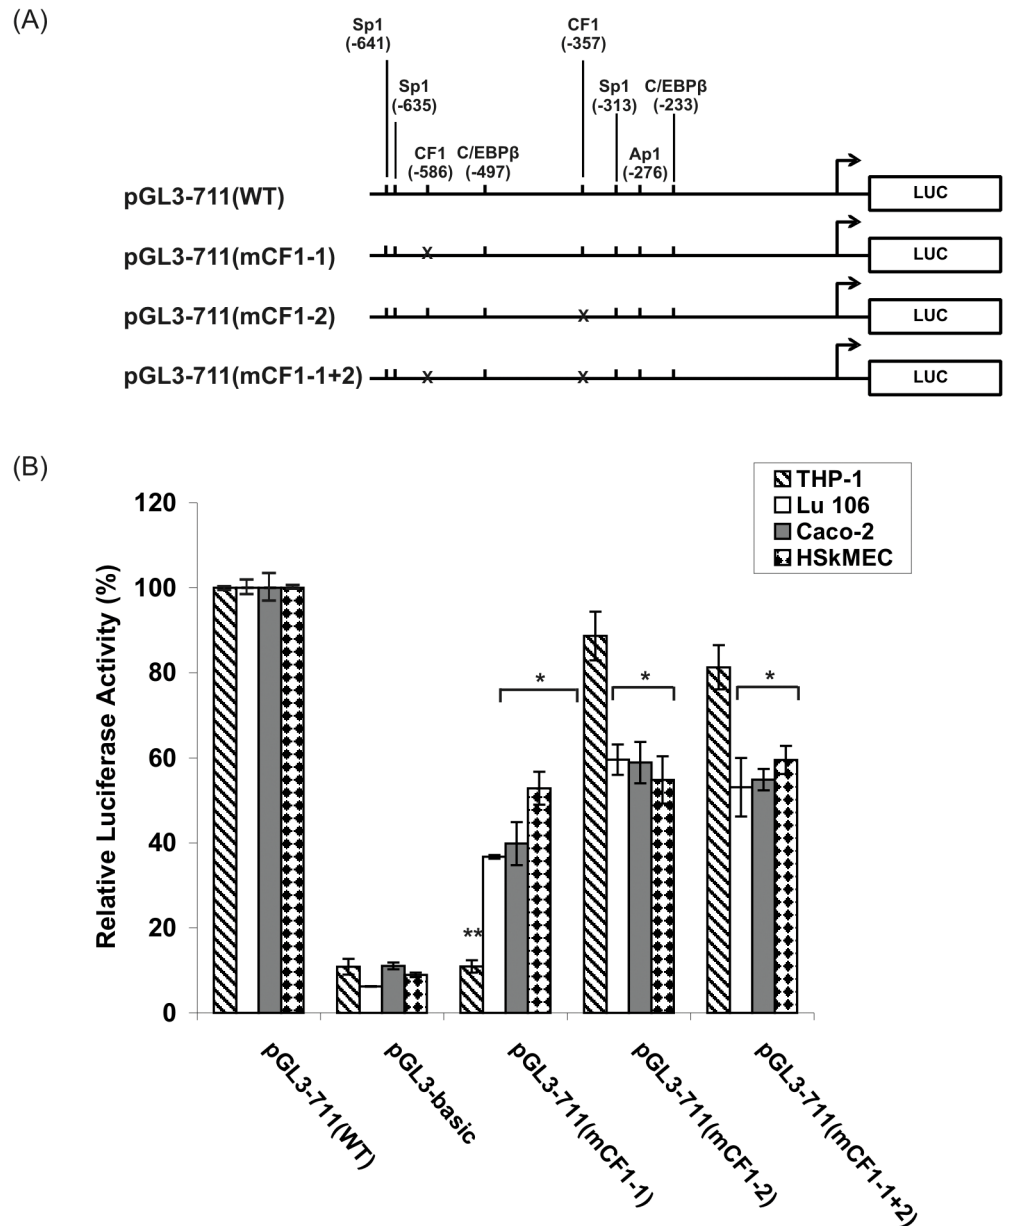 (A)
Sp1
(-641)
CF1
(-357)
Sp1
(-635)
Sp1
(-313)
C/EBPβ
(-233)
CF1
(-586)
C/EBPβ
(-497)
Ap1
(-276)
pGL3-711(WT)
LUC
pGL3-711(mCF1-1)
X
LUC
pGL3-711(mCF1-2)
X
LUC
pGL3-711(mCF1-1+2)
X
X
LUC
(B)
THP-1
Lu 106
Caco-2
HSkMEC
Relative Luciferase Activity (%)
120
100
80
60
40
20
0
**
*
*
*
pGL3-711(WT)
pGL3-basic
pGL3-711(mCF1-1)
pGL3-711(mCF1-2)
pGL3-711(mCF1-1+2)